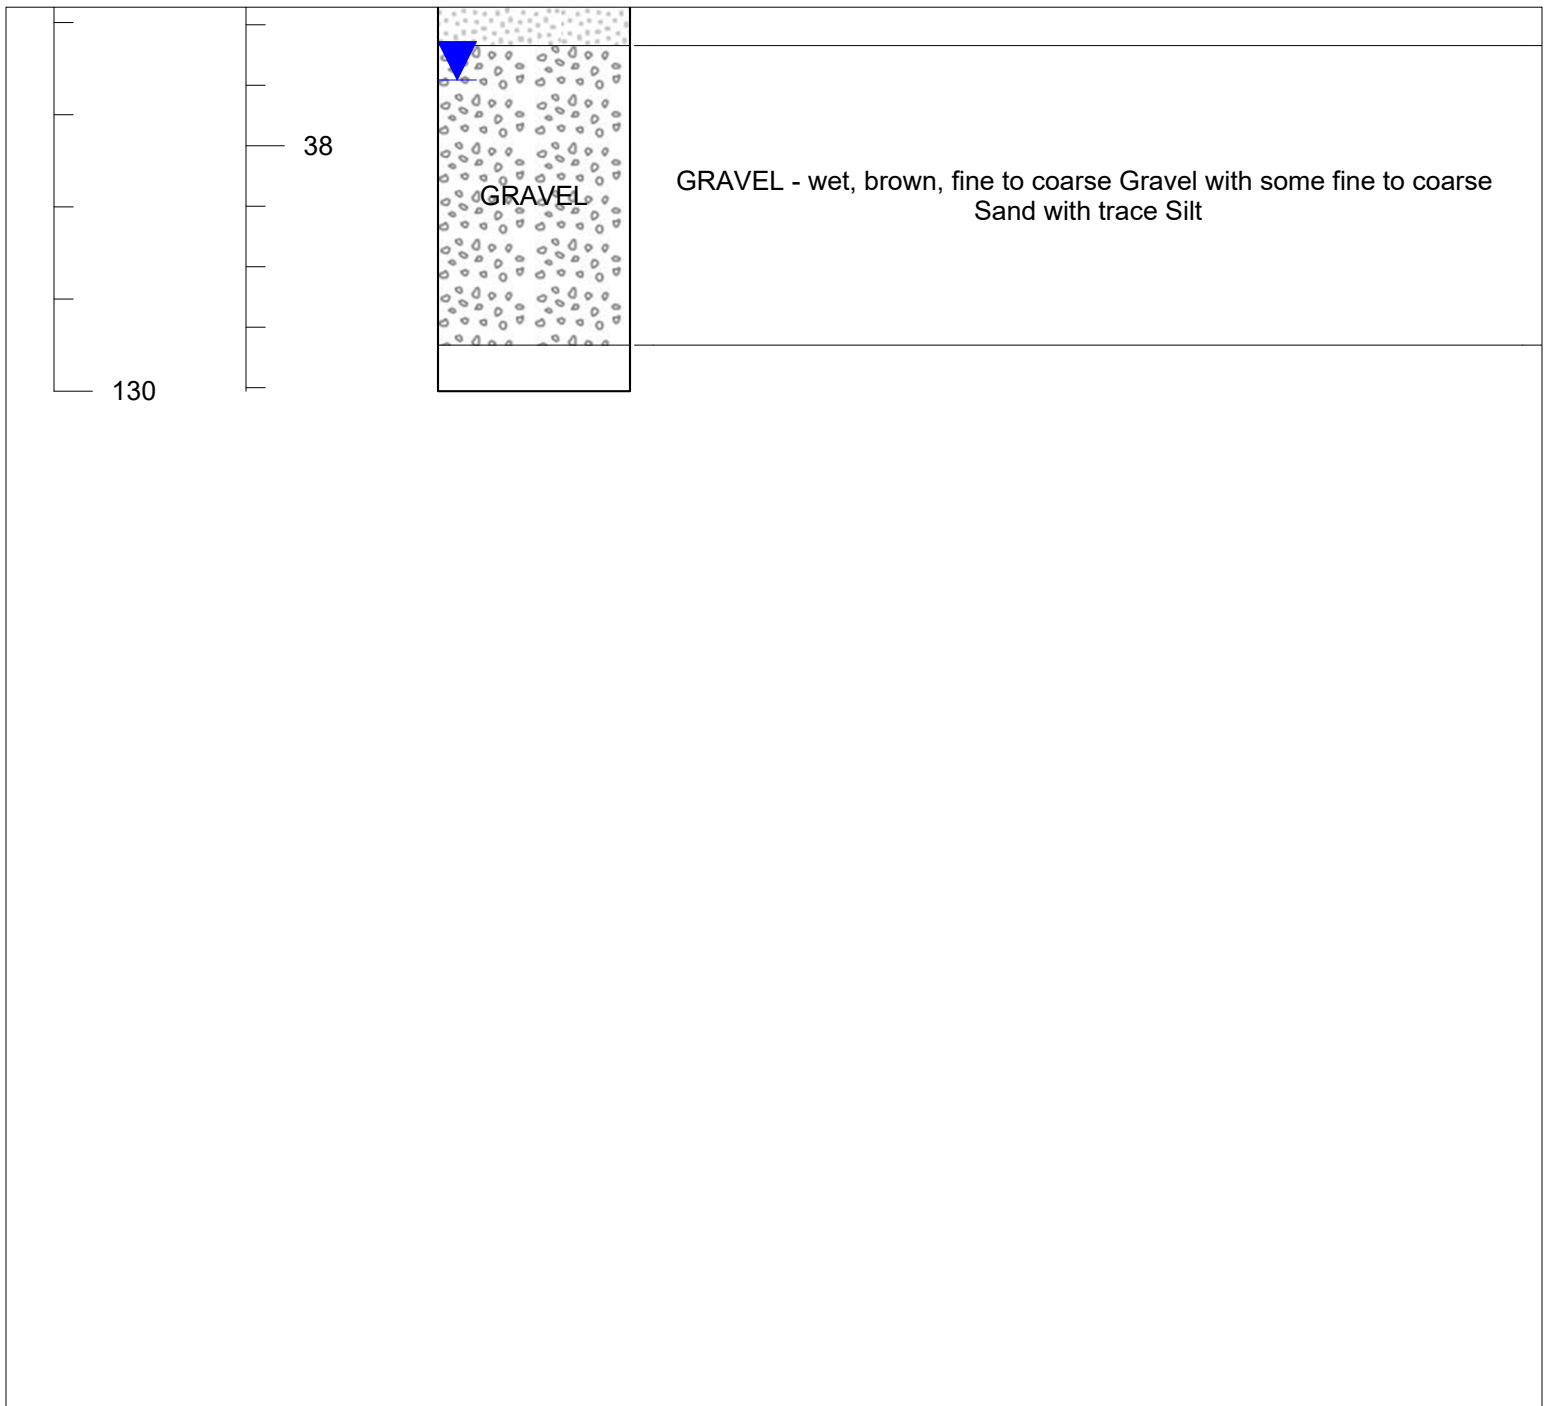 38
GRAVEL
GRAVEL - wet, brown, fine to coarse Gravel with some fine to coarse
Sand with trace Silt
130